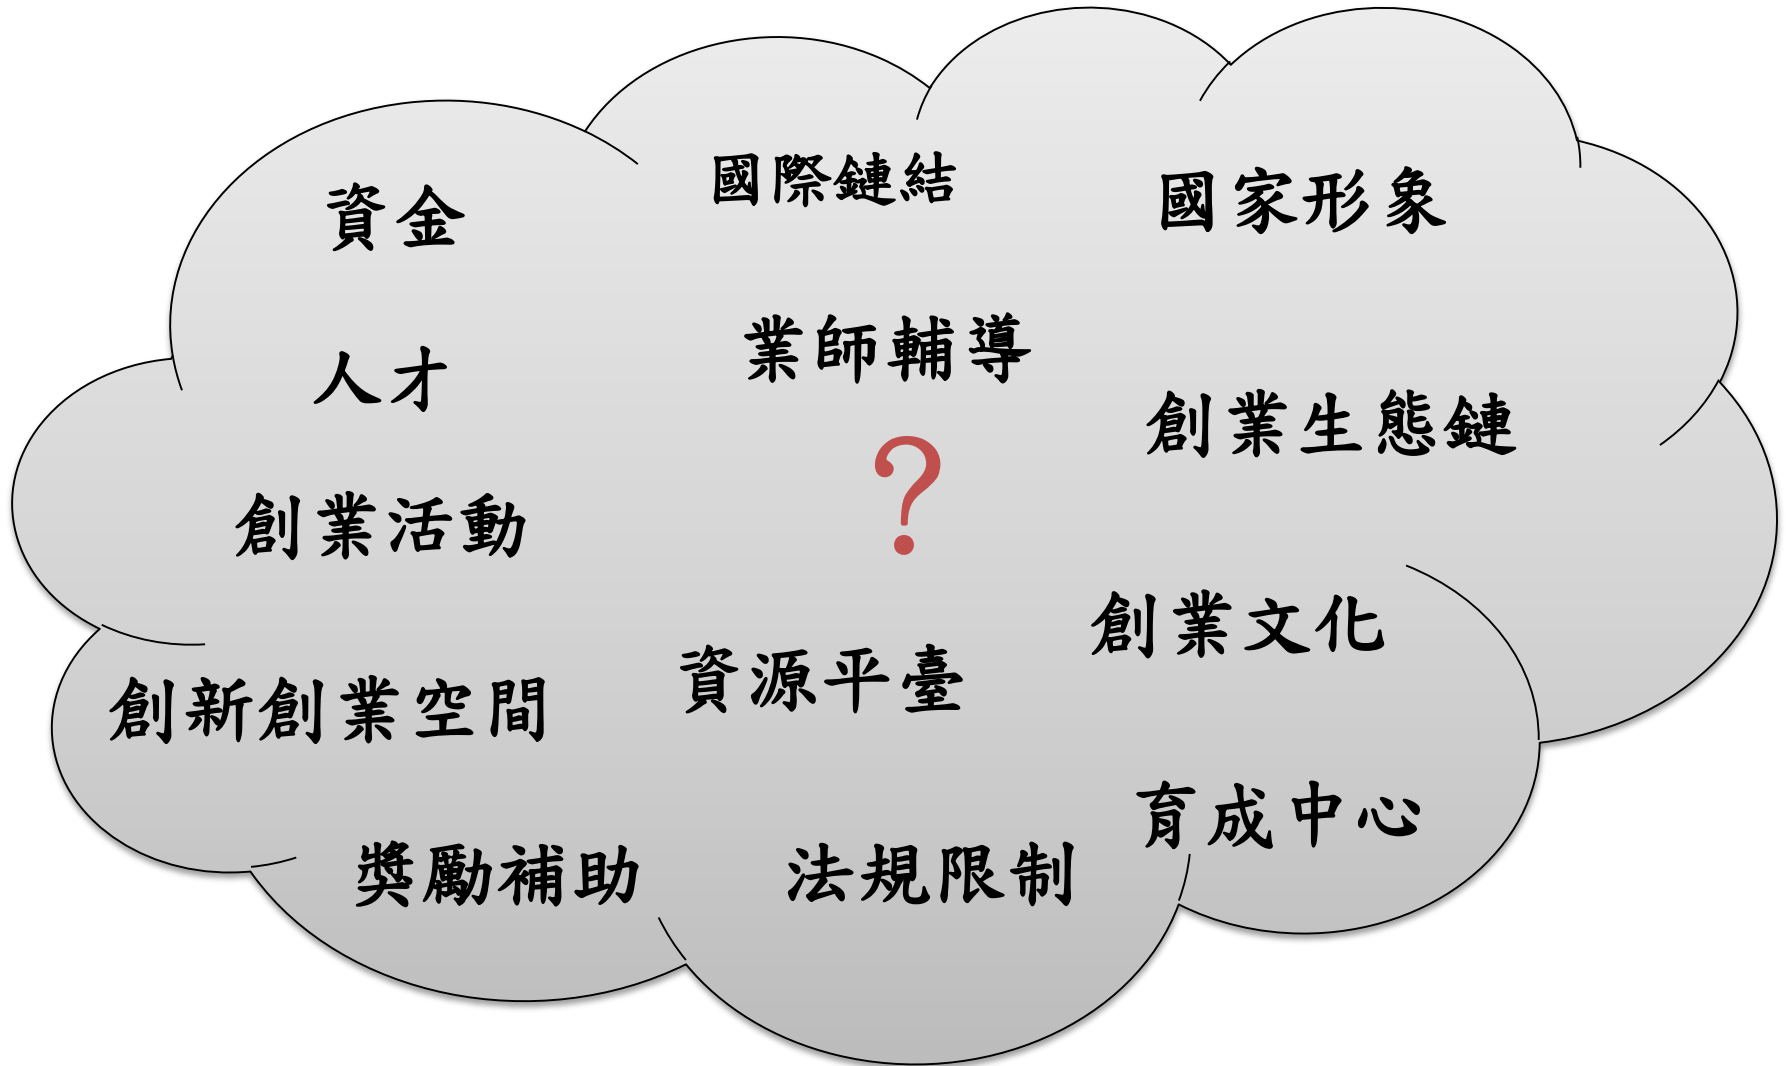 國際鏈結
國家形象
資金
業師輔導
人才
創業生態鏈
創業活動
？
創業文化
資源平臺
創新創業空間
育成中心
獎勵補助
法規限制